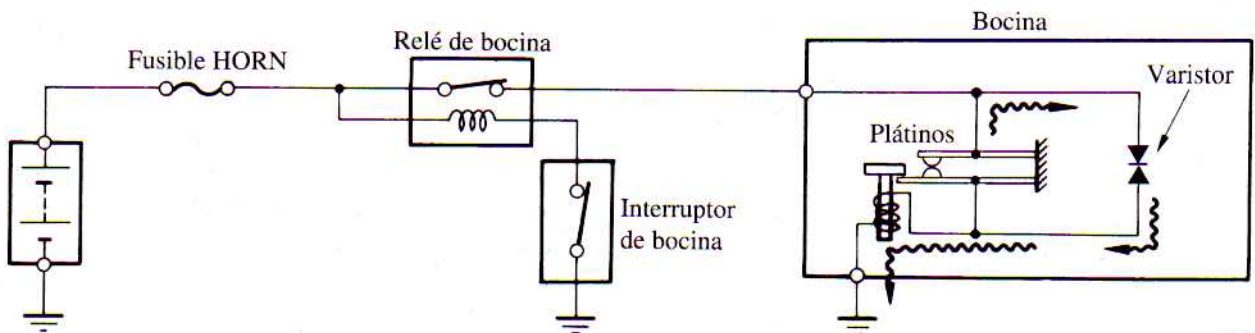 Bocina
Relé de bocina
Fusible HORN
Varistor
Plátinos
Interruptor
de bocina